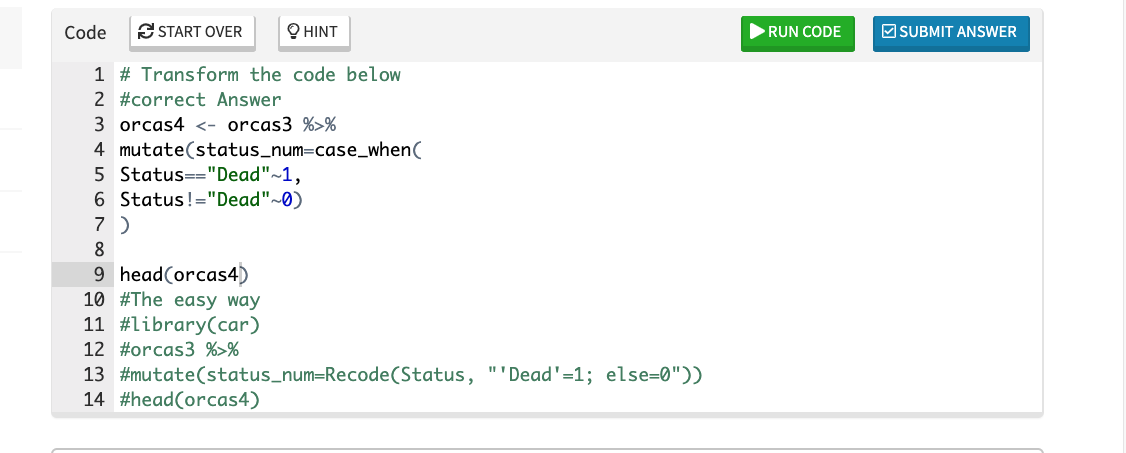 Code START OVER HINT RUN CODE SUBMIT ANSWER
1 # Transform the code below
2 #correct Answer
3 orcas4 <- orcas3 %>%
4 mutate(status_num=case_when(
5 Status=="Dead"~1,
6 Status!="Dead"~0)
7 )
8
9 head(orcas4)
10 #The easy way
11 #library(car)
12 #orcas3 %>%
13 #mutate(status_num=Recode(Status, "'Dead'=1; else=0"))
14 #head(orcas4)